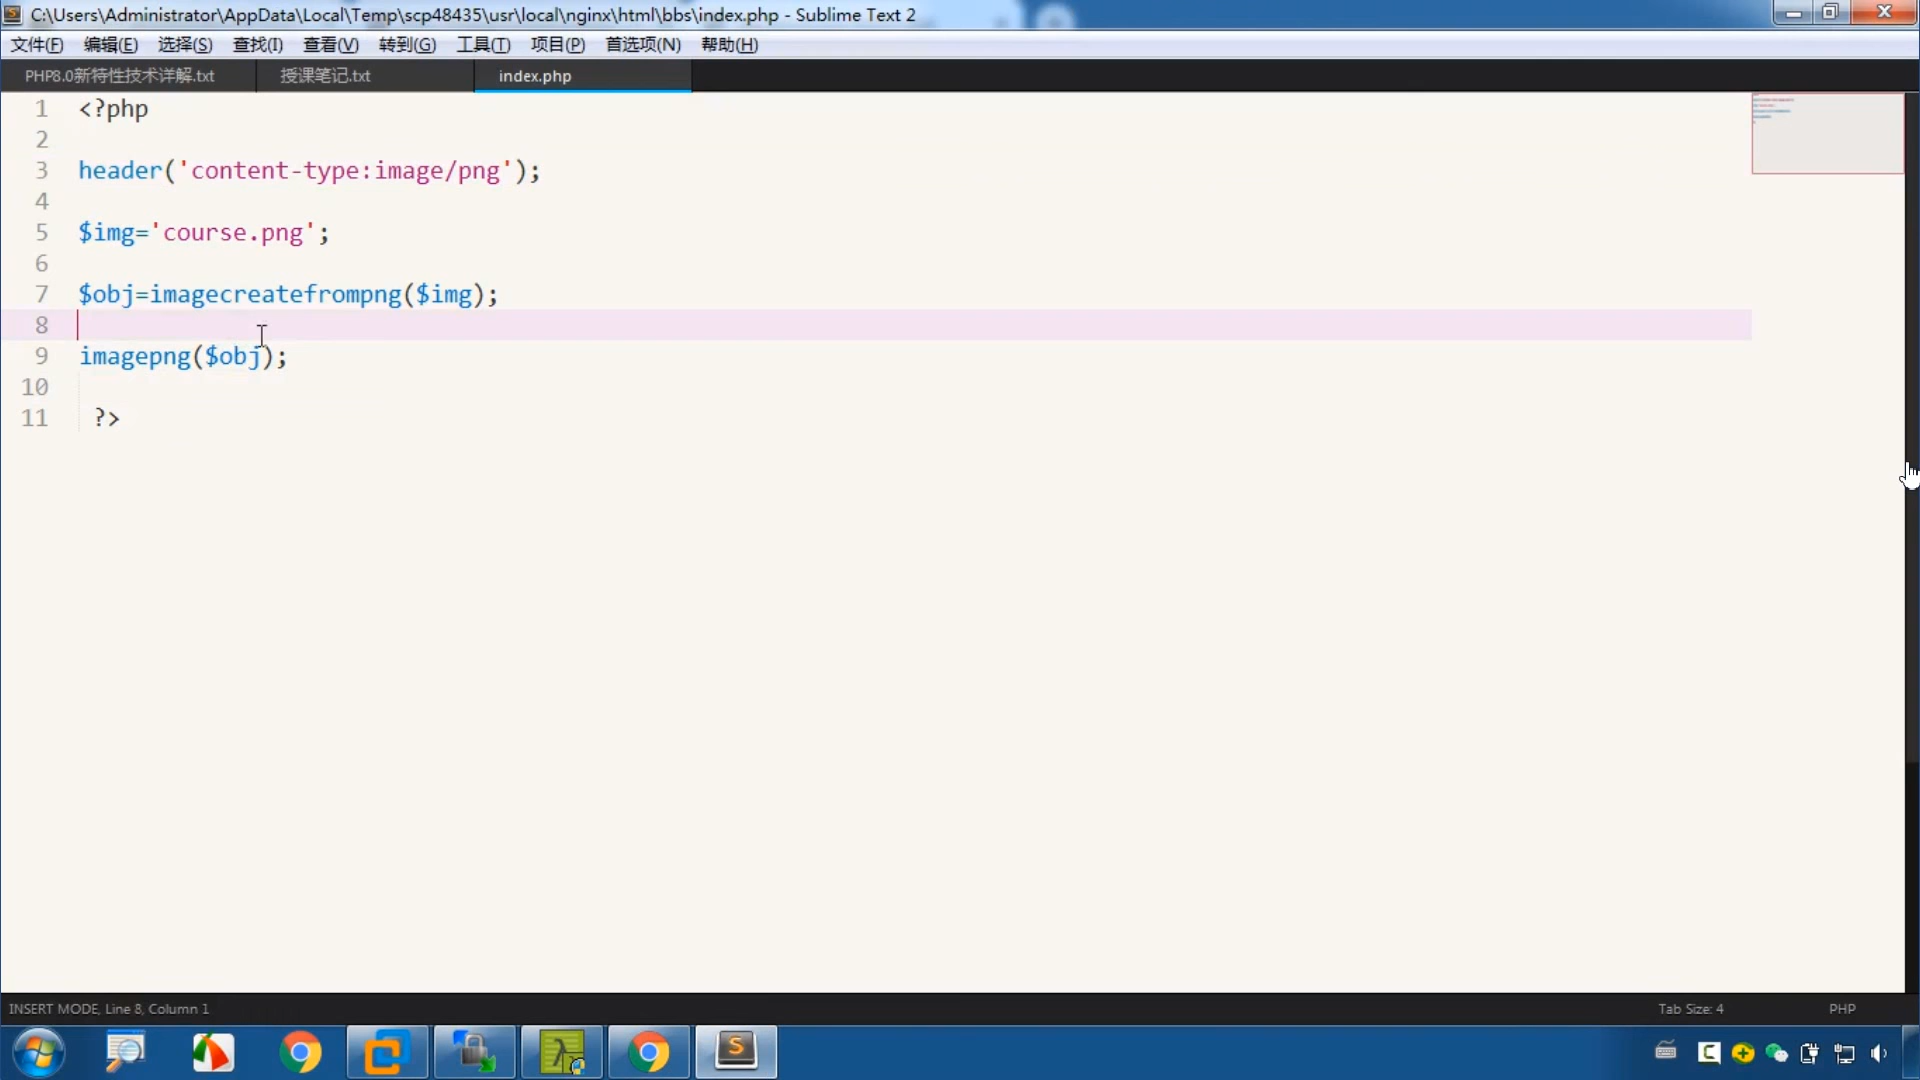 C:\Users\Administrator\AppData\Local\Temp\scp48435\usr\local\nginx\html\bbs\index.php - Sublime Text 2
文件(F) 编辑(E) 选择(S) 查找(I) 查看(V) 转到(G) 工具(T) 项目(P) 首选项(N) 帮助(H)
PHP8.0新特性技术详解.txt 授课笔记.txt index.php
1 <?php
2
3 header('content-type:image/png');
4
5 $img='course.png';
6
7 $obj=imagecreatefrompng($img);
8
9 imagepng($obj);
10
11 ?>
INSERT MODE, Line 8, Column 1 Tab Size: 4 PHP